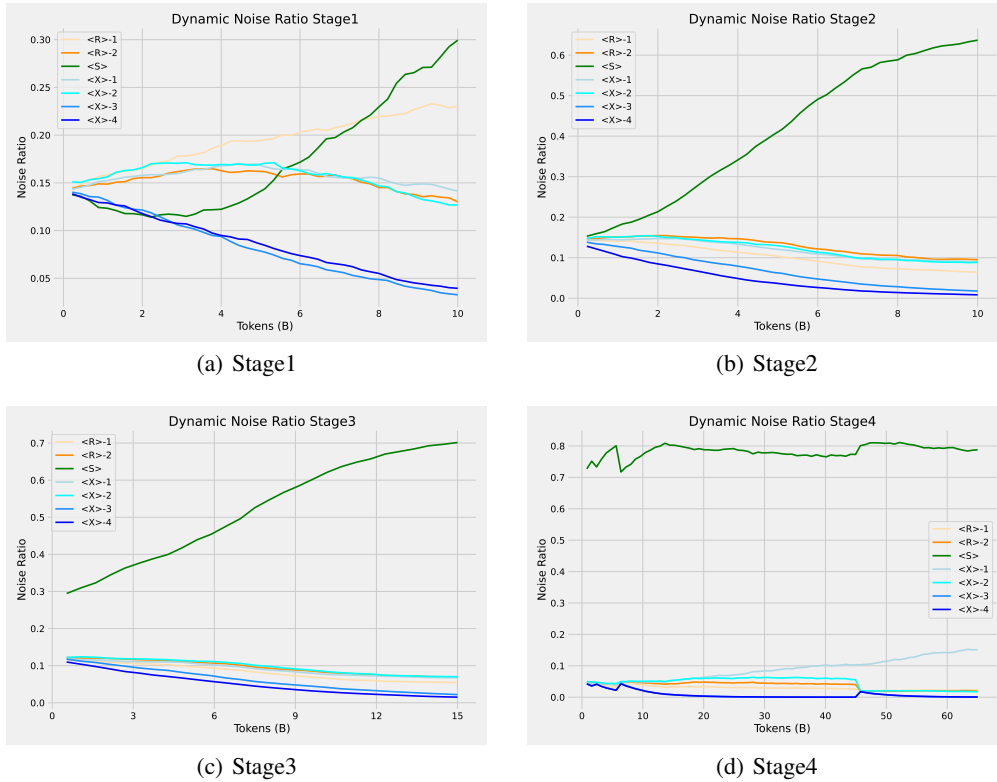 Dynamic Noise Ratio Stage1
Noise Ratio
0.30
0.25
0.20
0.15
0.10
0.05
<R>-1
<R>-2
<S>
<X>-1
<X>-2
<X>-3
<X>-4
0 2 4 6 8 10
Tokens (B)
(a) Stage1
Dynamic Noise Ratio Stage2
Noise Ratio
0.6
0.5
0.4
0.3
0.2
0.1
0.0
<R>-1
<R>-2
<S>
<X>-1
<X>-2
<X>-3
<X>-4
0 2 4 6 8 10
Tokens (B)
(b) Stage2
Dynamic Noise Ratio Stage3
Noise Ratio
0.7
0.6
0.5
0.4
0.3
0.2
0.1
0.0
<R>-1
<R>-2
<S>
<X>-1
<X>-2
<X>-3
<X>-4
0 3 6 9 12 15
Tokens (B)
(c) Stage3
Dynamic Noise Ratio Stage4
Noise Ratio
0.8
0.7
0.6
0.5
0.4
0.3
0.2
0.1
0.0
<R>-1
<R>-2
<S>
<X>-1
<X>-2
<X>-3
<X>-4
0 10 20 30 40 50 60
Tokens (B)
(d) Stage4